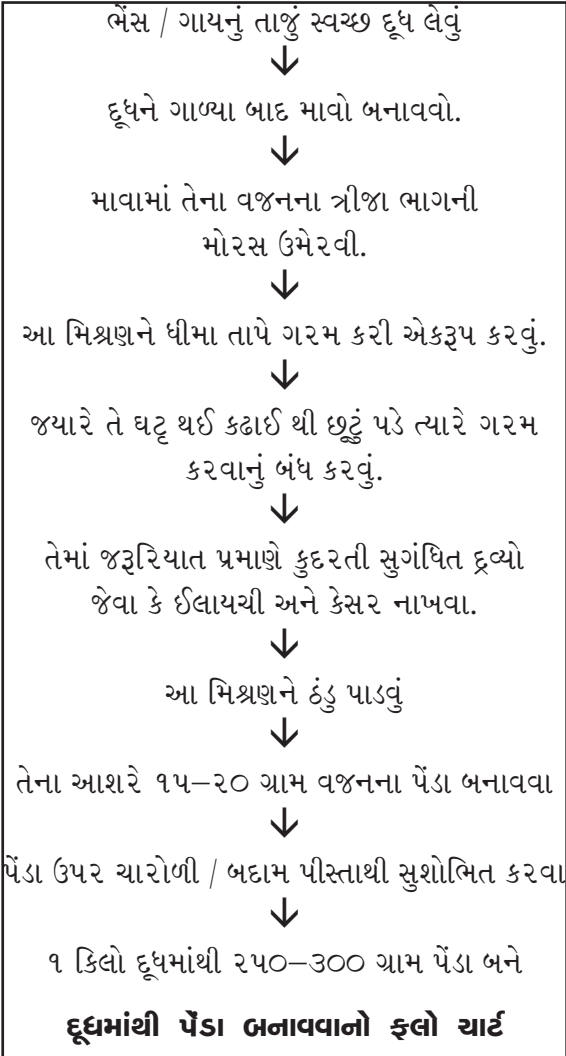 ભેંસ / ગાયનું તાજું સ્વચ્છ દૂધ લેવું
દૂધને ગાળ્યા બાદ માવો બનાવવો.
માવામાં તેના વજનના ત્રીજા ભાગની
મોરસ ઉમેરવી.
આ મિશ્રણને ધીમા તાપે ગરમ કરી એકરૂપ કરવું.
જયારે તે ઘટ્ટ થઈ કઢાઈ થી છૂટું પડે ત્યારે ગરમ
કરવાનું બંધ કરવું.
તેમાં જરૂરિયાત પ્રમાણે કુદરતી સુગંધિત દ્રવ્યો
જેવા કે ઈલાયચી અને કેસર નાખવા.
આ મિશ્રણને ઠંડુ પાડવું
તેના આશરે ૧૫–૨૦ ગ્રામ વજનના પેંડા બનાવવા
પેંડા ઉપર ચારોળી / બદામ પીસ્તાથી સુશોભિત કરવા
૧ કિલો દૂધમાંથી ૨૫૦–૩૦૦ ગ્રામ પેંડા બને
દૂધમાંથી પેંડા બનાવવાનો ફલો ચાર્ટ